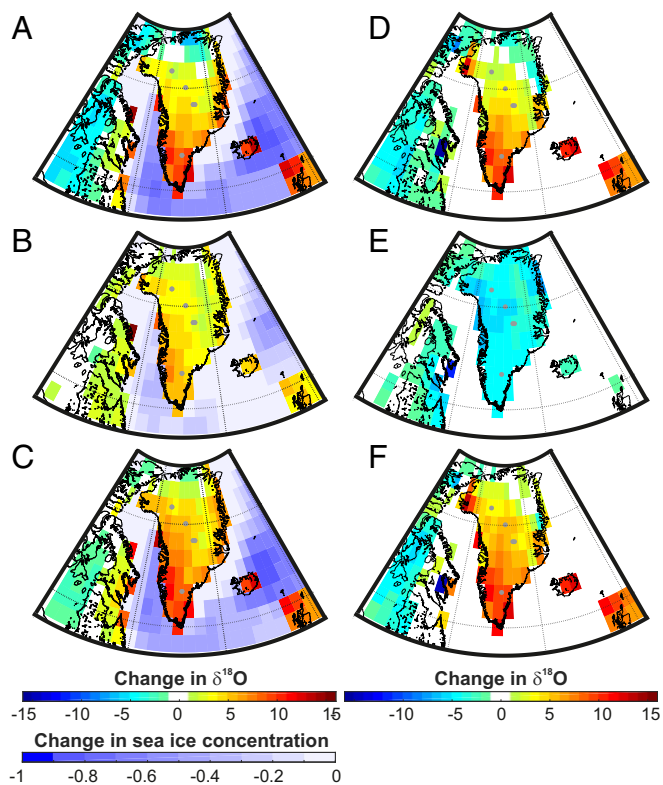 A D
B E
C F
Change in δ¹⁸O Change in δ¹⁸O
-15 -10 -5 0 5 10 15 -10 -5 0 5 10 15
Change in sea ice concentration
-1 -0.8 -0.6 -0.4 -0.2 0